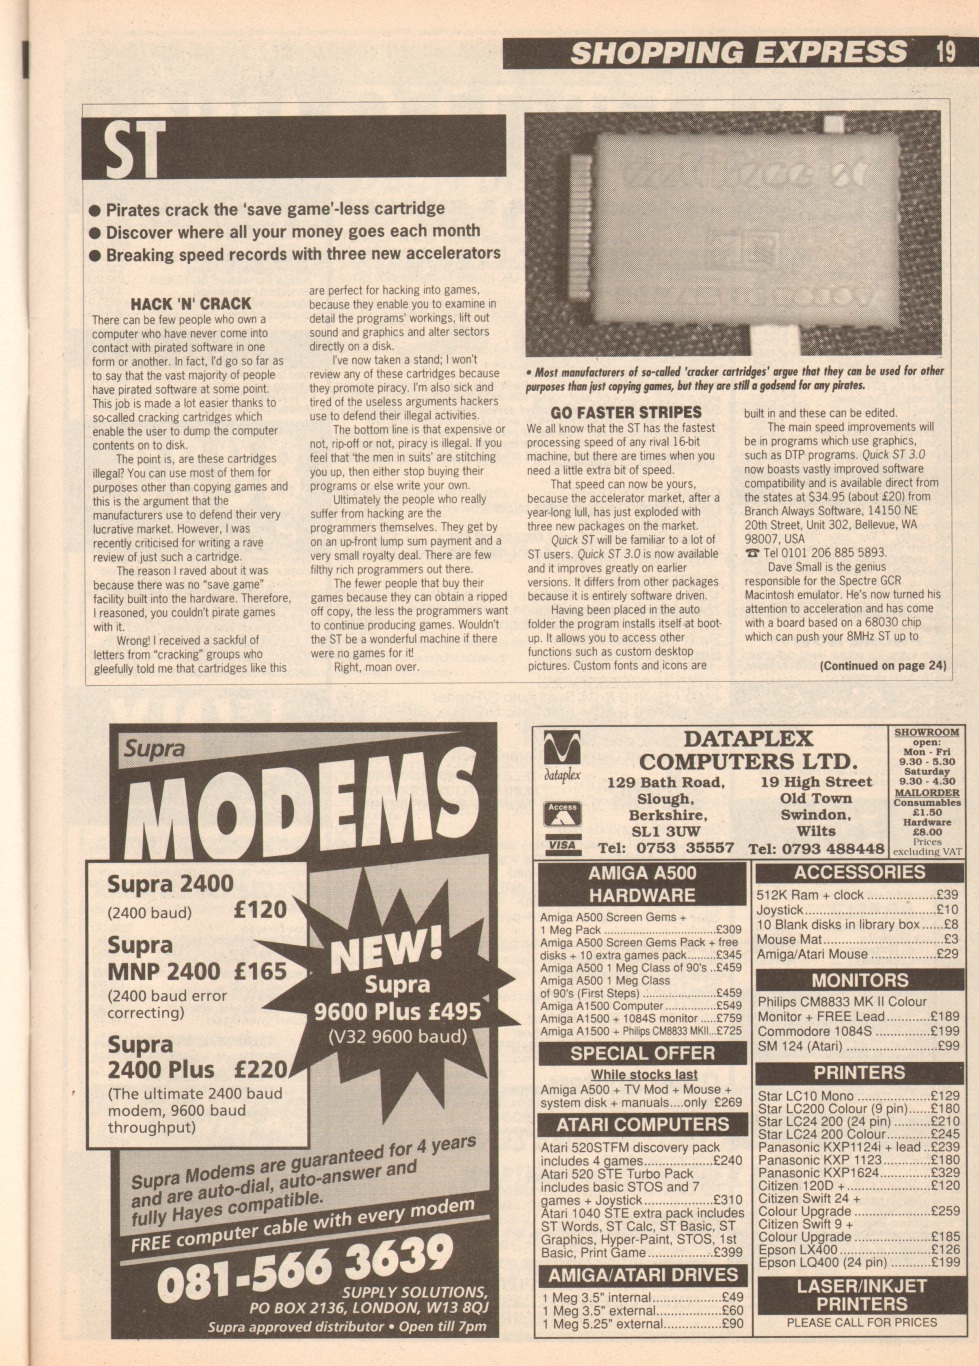 SHOPPING EXPRESS 19
ST
● Pirates crack the 'save game'-less cartridge
● Discover where all your money goes each month
● Breaking speed records with three new accelerators
HACK 'N' CRACK
There can be few people who own a
computer who have never come into
contact with pirated software in one
form or another. In fact, I'd go so far as
to say that the vast majority of people
have pirated software at some point.
This job is made a lot easier thanks to
so-called cracking cartridges which
enable the user to dump the computer
contents on to disk.
The point is, are these cartridges
illegal? You can use most of them for
purposes other than copying games and
this is the argument that the
manufacturers use to defend their very
lucrative market. However, I was
recently criticised for writing a rave
review of just such a cartridge.
The reason I raved about it was
because there was no "save game"
facility built into the hardware. Therefore,
I reasoned, you couldn't pirate games
with it.
Wrong! I received a sackful of
letters from "cracking" groups who
gleefully told me that cartridges like this
are perfect for hacking into games,
because they enable you to examine in
detail the programs' workings, lift out
sound and graphics and alter sectors
directly on a disk.
I've now taken a stand; I won't
review any of these cartridges because
they promote piracy. I'm also sick and
tired of the useless arguments hackers
use to defend their illegal activities.
The bottom line is that expensive or
not, rip-off or not, piracy is illegal. If you
feel that 'the men in suits' are stitching
you up, then either stop buying their
programs or else write your own.
Ultimately the people who really
suffer from hacking are the
programmers themselves. They get by
on an up-front lump sum payment and a
very small royalty deal. There are few
filthy rich programmers out there.
The fewer people that buy their
games because they can obtain a ripped
off copy, the less the programmers want
to continue producing games. Wouldn't
the ST be a wonderful machine if there
were no games for it!
Right, moan over.
• Most manufacturers of so-called 'cracker cartridges' argue that they can be used for other
purposes than just copying games, but they are still a godsend for any pirates.
GO FASTER STRIPES
We all know that the ST has the fastest
processing speed of any rival 16-bit
machine, but there are times when you
need a little extra bit of speed.
That speed can now be yours,
because the accelerator market, after a
year-long lull, has just exploded with
three new packages on the market.
Quick ST will be familiar to a lot of
ST users. Quick ST 3.0 is now available
and it improves greatly on earlier
versions. It differs from other packages
because it is entirely software driven.
Having been placed in the auto
folder the program installs itself at boot-
up. It allows you to access other
functions such as custom desktop
pictures. Custom fonts and icons are
built in and these can be edited.
The main speed improvements will
be in programs which use graphics,
such as DTP programs. Quick ST 3.0
now boasts vastly improved software
compatibility and is available direct from
the states at $34.95 (about £20) from
Branch Always Software, 14150 NE
20th Street, Unit 302, Bellevue, WA
98007, USA
☎ Tel 0101 206 885 5893.
Dave Small is the genius
responsible for the Spectre GCR
Macintosh emulator. He's now turned his
attention to acceleration and has come
with a board based on a 68030 chip
which can push your 8MHz ST up to
(Continued on page 24)
Supra
MODEMS
Supra 2400
(2400 baud) £120
Supra
MNP 2400 £165
(2400 baud error
correcting)
Supra
2400 Plus £220
(The ultimate 2400 baud
modem, 9600 baud
throughput)
NEW!
Supra
9600 Plus £495
(V32 9600 baud)
Supra Modems are guaranteed for 4 years
and are auto-dial, auto-answer and
fully Hayes compatible.
FREE computer cable with every modem
081-566 3639
SUPPLY SOLUTIONS,
PO BOX 2136, LONDON, W13 8QJ
Supra approved distributor • Open till 7pm
dataplex
Access
VISA
DATAPLEX
COMPUTERS LTD.
129 Bath Road,
Slough,
Berkshire,
SL1 3UW
Tel: 0753 35557
19 High Street
Old Town
Swindon,
Wilts
Tel: 0793 488448
SHOWROOM
open:
Mon - Fri
9.30 - 5.30
Saturday
9.30 - 4.30
MAILORDER
Consumables
£1.50
Hardware
£8.00
Prices
excluding VAT
AMIGA A500
HARDWARE
Amiga A500 Screen Gems +
1 Meg Pack ........................£309
Amiga A500 Screen Gems Pack + free
disks + 10 extra games pack.........£345
Amiga A500 1 Meg Class of 90's ..£459
Amiga A500 1 Meg Class
of 90's (First Steps) ................£459
Amiga A1500 Computer ............£549
Amiga A1500 + 1084S monitor .....£759
Amiga A1500 + Philips CM8833 MKII...£725
SPECIAL OFFER
While stocks last
Amiga A500 + TV Mod + Mouse +
system disk + manuals....only £269
ATARI COMPUTERS
Atari 520STFM discovery pack
includes 4 games................£240
Atari 520 STE Turbo Pack
includes basic STOS and 7
games + Joystick................£310
Atari 1040 STE extra pack includes
ST Words, ST Calc, ST Basic, ST
Graphics, Hyper-Paint, STOS, 1st
Basic, Print Game...............£399
AMIGA/ATARI DRIVES
1 Meg 3.5" internal................£49
1 Meg 3.5" external...............£60
1 Meg 5.25" external..............£90
ACCESSORIES
512K Ram + clock ................£39
Joystick..............................£10
10 Blank disks in library box ......£8
Mouse Mat..........................£3
Amiga/Atari Mouse ................£29
MONITORS
Philips CM8833 MK II Colour
Monitor + FREE Lead..........£189
Commodore 1084S ..............£199
SM 124 (Atari) ....................£99
PRINTERS
Star LC10 Mono ..................£129
Star LC200 Colour (9 pin).....£180
Star LC24 200 (24 pin) .........£210
Star LC24 200 Colour..........£245
Panasonic KXP1124i + lead ..£239
Panasonic KXP 1123............£180
Panasonic KXP1624.............£329
Citizen 120D +....................£120
Citizen Swift 24 +
Colour Upgrade ..................£259
Citizen Swift 9 +
Colour Upgrade ..................£185
Epson LX400......................£126
Epson LQ400 (24 pin) ..........£199
LASER/INKJET
PRINTERS
PLEASE CALL FOR PRICES